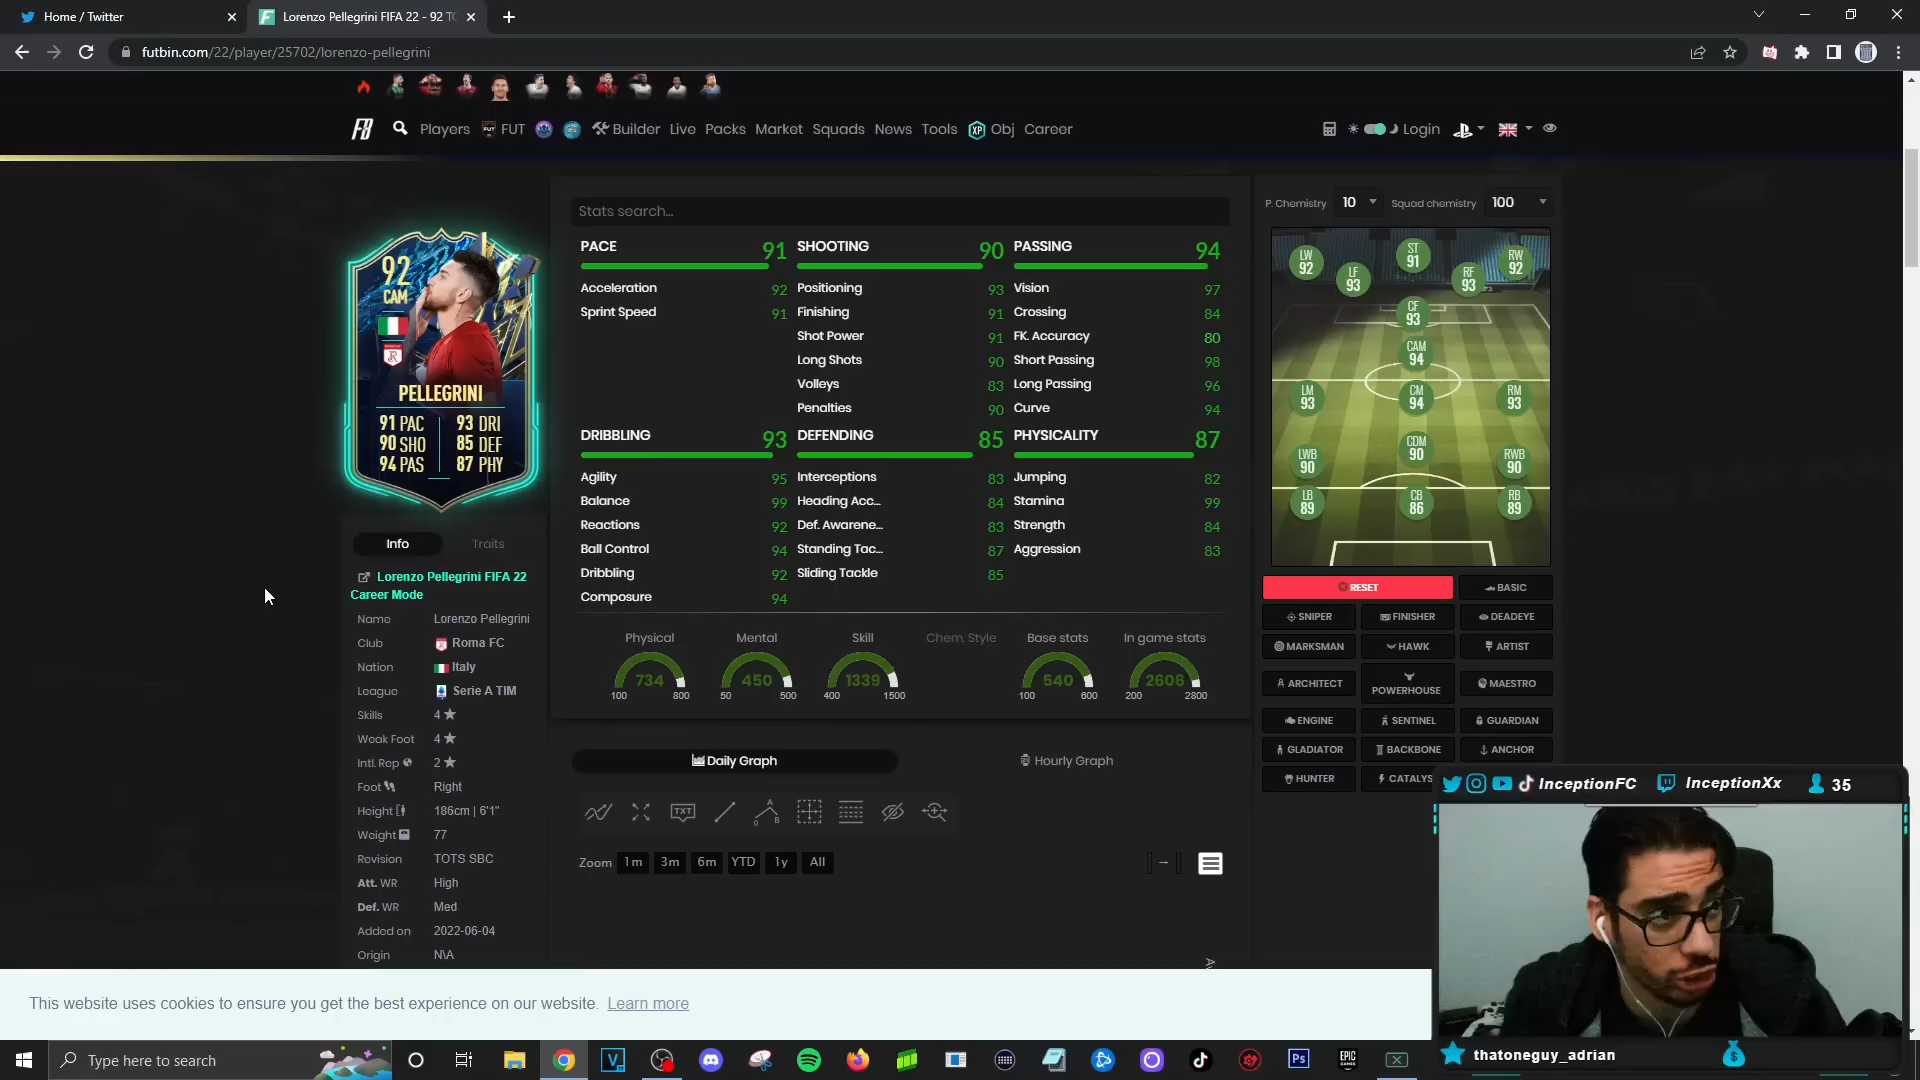 Home / Twitter
Lorenzo Pellegrini FIFA 22 - 92 TO
futbin.com/22/player/25702/lorenzo-pellegrini
FB Players FUT Builder Live Packs Market Squads News Tools XP Obj Career Login
Stats search...
P. Chemistry 10 Squad chemistry 100
92
CAM
PELLEGRINI
91 PAC 93 DRI
90 SHO 85 DEF
94 PAS 87 PHY
PACE 91
Acceleration 92
Sprint Speed 91
SHOOTING 90
Positioning 93
Finishing 91
Shot Power 91
Long Shots 90
Volleys 83
Penalties 90
PASSING 94
Vision 97
Crossing 84
FK. Accuracy 80
Short Passing 98
Long Passing 96
Curve 94
DRIBBLING 93
Agility 95
Balance 99
Reactions 92
Ball Control 94
Dribbling 92
Composure 94
DEFENDING 85
Interceptions 83
Heading Acc... 84
Def. Awarene... 83
Standing Tac... 87
Sliding Tackle 85
PHYSICALITY 87
Jumping 82
Stamina 99
Strength 84
Aggression 83
LW 92
ST 91
RW 92
LF 93
RF 93
CF 93
CAM 94
LM 93
CM 94
RM 93
LWB 90
CDM 90
RWB 90
LB 89
CB 86
RB 89
Physical Mental Skill Chem. Style Base stats In game stats
734 450 1339 540 2606
100 800 50 500 400 1500 100 600 200 2800
RESET BASIC
SNIPER FINISHER DEADEYE
MARKSMAN HAWK ARTIST
ARCHITECT POWERHOUSE MAESTRO
ENGINE SENTINEL GUARDIAN
GLADIATOR BACKBONE ANCHOR
HUNTER CATALYS
Info Traits
Lorenzo Pellegrini FIFA 22
Career Mode
Name Lorenzo Pellegrini
Club Roma FC
Nation Italy
League Serie A TIM
Skills 4
Weak Foot 4
Intl. Rep 2
Foot Right
Height 186cm | 6'1"
Weight 77
Revision TOTS SBC
Att. WR High
Def. WR Med
Added on 2022-06-04
Origin N\A
Daily Graph Hourly Graph
TXT
Zoom 1m 3m 6m YTD 1y All →
InceptionFC InceptionXx 35
This website uses cookies to ensure you get the best experience on our website. Learn more
thatoneguy_adrian
Type here to search
Ps
EPIC
GAMES